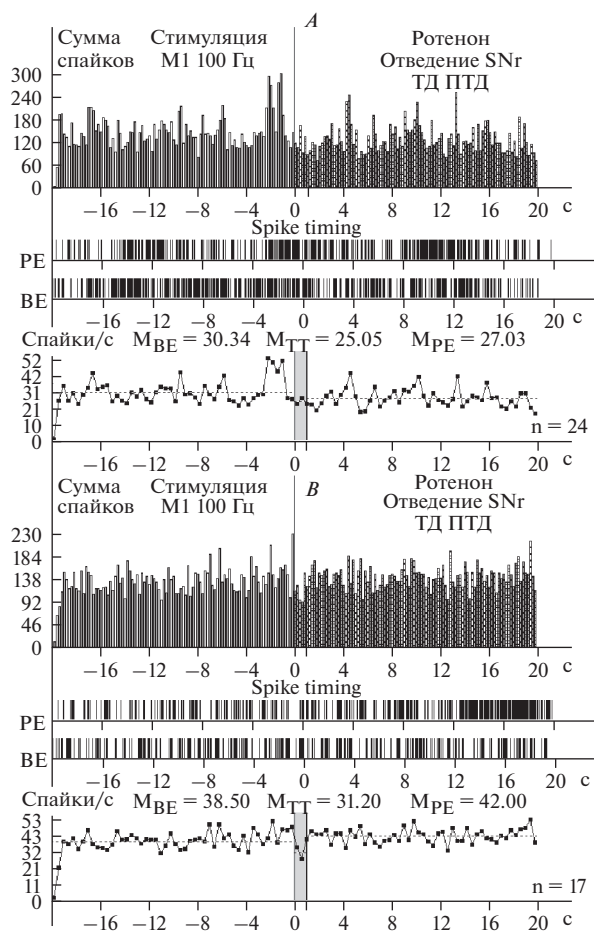 A
Сумма спайков
Стимуляция М1 100 Гц
Ротенон
Отведение SNr
ТД ПТД
300
240
180
120
60
0
−16 −12 −8 −4 0 4 8 12 16 20 с
Spike timing
PE
BE
−16 −12 −8 −4 0 4 8 12 16 20 с
Спайки/с M_BE = 30.34 M_TT = 25.05 M_PE = 27.03
52
42
31
21
10
0
n = 24
−16 −12 −8 −4 0 4 8 12 16 20 с
B
Сумма спайков
Стимуляция М1 100 Гц
Ротенон
Отведение SNr
ТД ПТД
230
184
138
92
46
0
−16 −12 −8 −4 0 4 8 12 16 20 с
Spike timing
PE
BE
−16 −12 −8 −4 0 4 8 12 16 20 с
Спайки/с M_BE = 38.50 M_TT = 31.20 M_PE = 42.00
53
43
32
21
11
0
n = 17
−16 −12 −8 −4 0 4 8 12 16 20 с